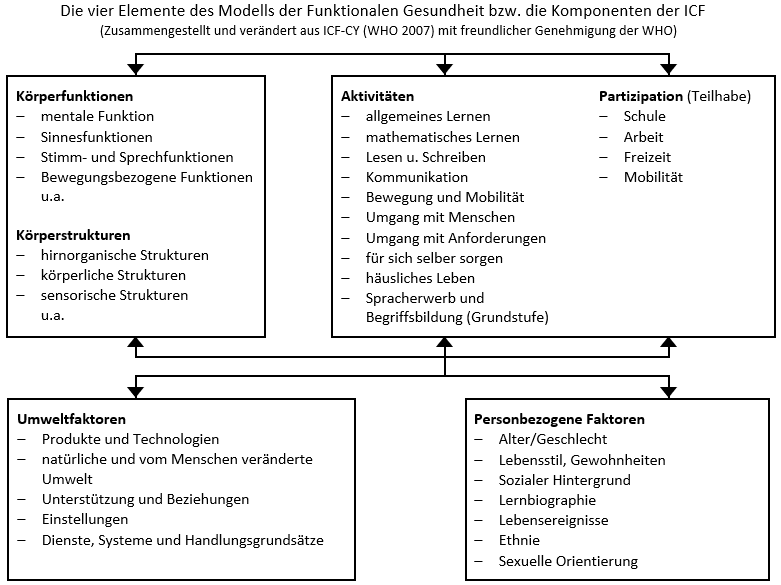 Die vier Elemente des Modells der Funktionalen Gesundheit bzw. die Komponenten der ICF
(Zusammengestellt und verändert aus ICF-CY (WHO 2007) mit freundlicher Genehmigung der WHO)
Körperfunktionen
– mentale Funktion
– Sinnesfunktionen
– Stimm- und Sprechfunktionen
– Bewegungsbezogene Funktionen
u.a.
Körperstrukturen
– hirnorganische Strukturen
– körperliche Strukturen
– sensorische Strukturen
u.a.
Aktivitäten
– allgemeines Lernen
– mathematisches Lernen
– Lesen u. Schreiben
– Kommunikation
– Bewegung und Mobilität
– Umgang mit Menschen
– Umgang mit Anforderungen
– für sich selber sorgen
– häusliches Leben
– Spracherwerb und
Begriffsbildung (Grundstufe)
Partizipation (Teilhabe)
– Schule
– Arbeit
– Freizeit
– Mobilität
Umweltfaktoren
– Produkte und Technologien
– natürliche und vom Menschen veränderte
Umwelt
– Unterstützung und Beziehungen
– Einstellungen
– Dienste, Systeme und Handlungsgrundsätze
Personbezogene Faktoren
– Alter/Geschlecht
– Lebensstil, Gewohnheiten
– Sozialer Hintergrund
– Lernbiographie
– Lebensereignisse
– Ethnie
– Sexuelle Orientierung